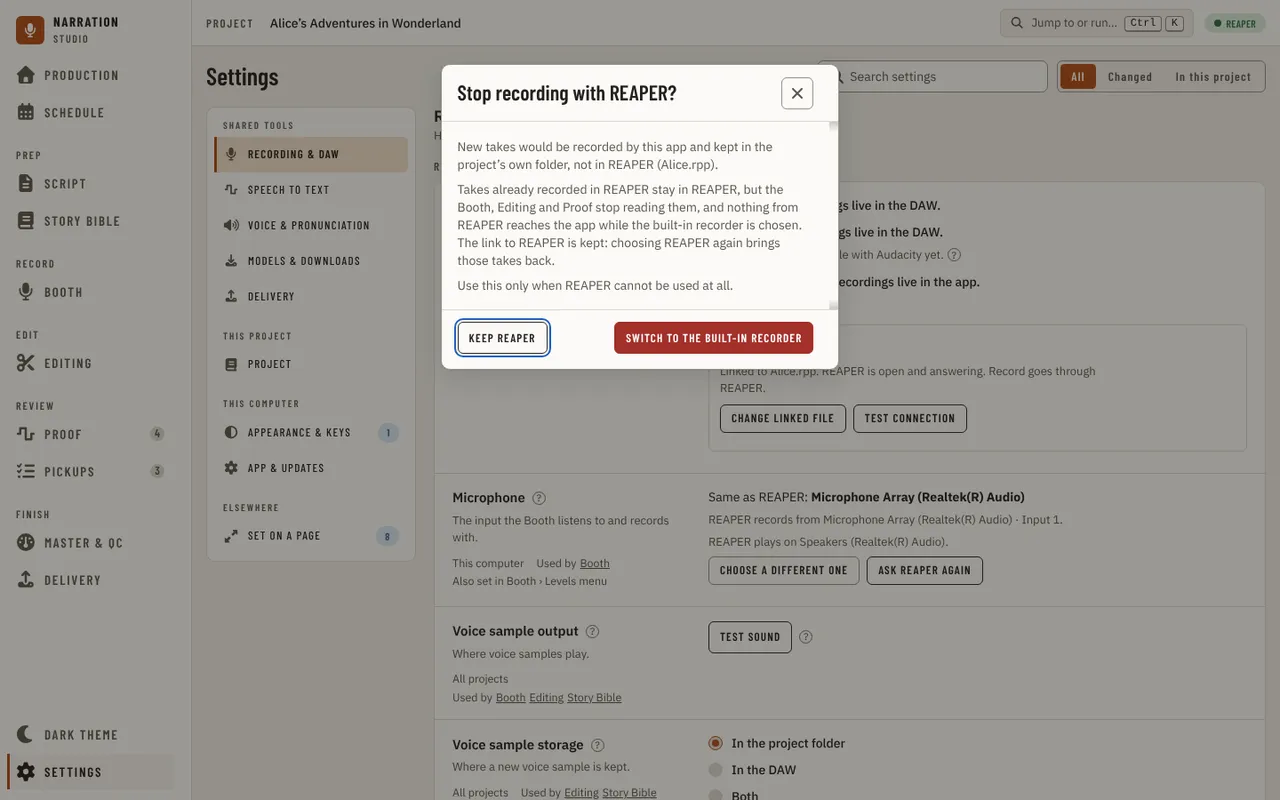 NARRATION
STUDIO
PRODUCTION
SCHEDULE
PREP
SCRIPT
STORY BIBLE
RECORD
BOOTH
EDIT
EDITING
REVIEW
PROOF 4
PICKUPS 3
FINISH
MASTER & QC
DELIVERY
DARK THEME
SETTINGS
PROJECT Alice's Adventures in Wonderland
Jump to or run... Ctrl K
REAPER
Settings
Search settings
All Changed In this project
SHARED TOOLS
RECORDING & DAW
SPEECH TO TEXT
VOICE & PRONUNCIATION
MODELS & DOWNLOADS
DELIVERY
THIS PROJECT
PROJECT
THIS COMPUTER
APPEARANCE & KEYS 1
APP & UPDATES
ELSEWHERE
SET ON A PAGE 8
Stop recording with REAPER?
New takes would be recorded by this app and kept in the
project's own folder, not in REAPER (Alice.rpp).
Takes already recorded in REAPER stay in REAPER, but the
Booth, Editing and Proof stop reading them, and nothing from
REAPER reaches the app while the built-in recorder is chosen.
The link to REAPER is kept: choosing REAPER again brings
those takes back.
Use this only when REAPER cannot be used at all.
KEEP REAPER
SWITCH TO THE BUILT-IN RECORDER
live in the DAW.
live in the DAW.
with Audacity yet. ?
live in the app.
Linked to Alice.rpp. REAPER is open and answering. Record goes through
REAPER.
CHANGE LINKED FILE TEST CONNECTION
Microphone ?
The input the Booth listens to and records
with.
This computer Used by Booth
Also set in Booth › Levels menu
Same as REAPER: Microphone Array (Realtek(R) Audio)
REAPER records from Microphone Array (Realtek(R) Audio) · Input 1.
REAPER plays on Speakers (Realtek(R) Audio).
CHOOSE A DIFFERENT ONE ASK REAPER AGAIN
Voice sample output ?
Where voice samples play.
All projects
Used by Booth Editing Story Bible
TEST SOUND ?
Voice sample storage ?
Where a new voice sample is kept.
All projects Used by Editing Story Bible
In the project folder
In the DAW
Both